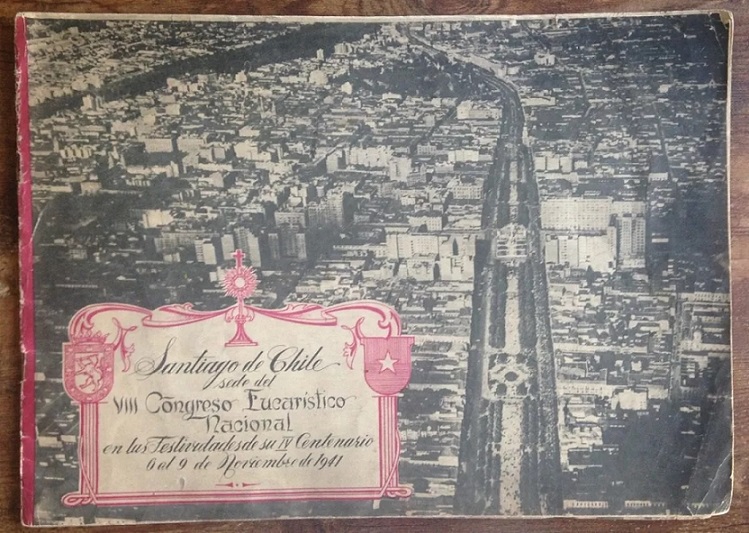 Santiago de Chile
sede del
VIII Congreso Eucarístico
Nacional
en las Festividades de su IV Centenario
6 al 9 de Noviembre de 1941